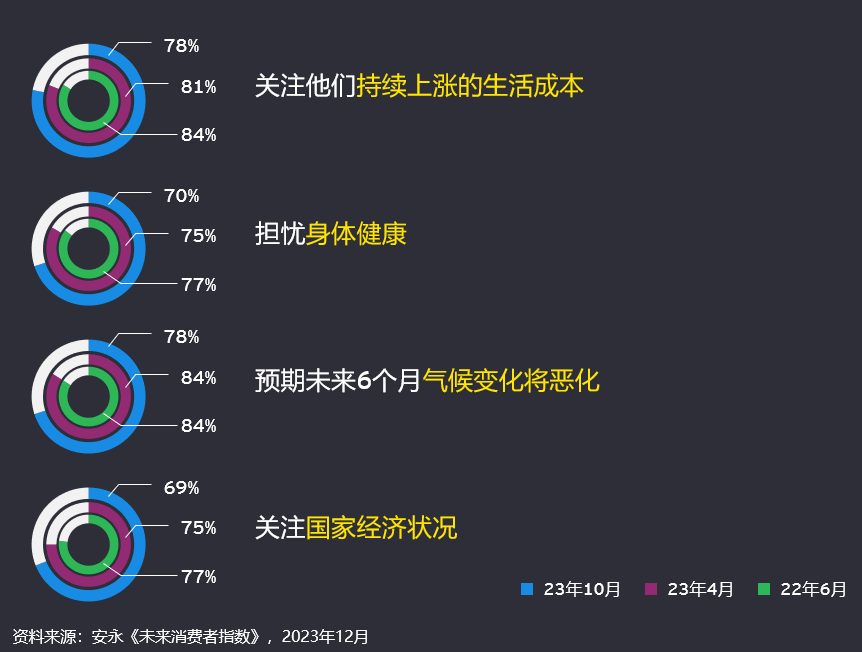 78%
81%
84%
关注他们持续上涨的生活成本
70%
75%
77%
担忧身体健康
78%
84%
84%
预期未来6个月气候变化将恶化
69%
75%
77%
关注国家经济状况
23年10月 23年4月 22年6月
资料来源：安永《未来消费者指数》，2023年12月